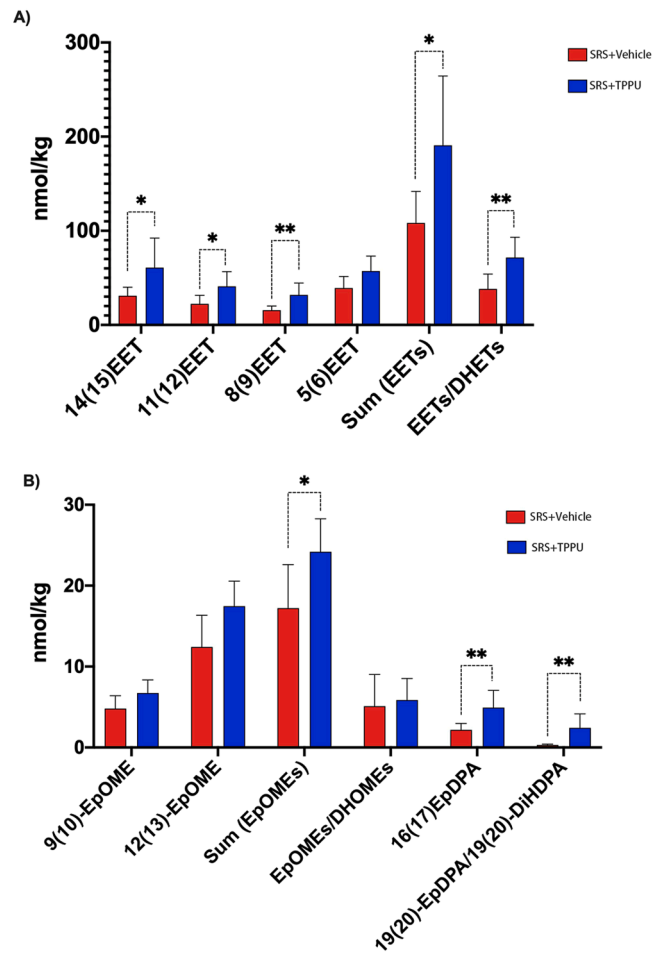 A)
300
200
100
0
nmol/kg
SRS+Vehicle
SRS+TPPU
*
*
**
*
**
14(15)EET
11(12)EET
8(9)EET
5(6)EET
Sum (EETs)
EETs/DHETs
B)
30
20
10
0
nmol/kg
SRS+Vehicle
SRS+TPPU
*
**
**
9(10)-EpOME
12(13)-EpOME
Sum (EpOMEs)
EpOMEs/DHOMEs
16(17)EpDPA
19(20)-EpDPA/19(20)-DiHDPA